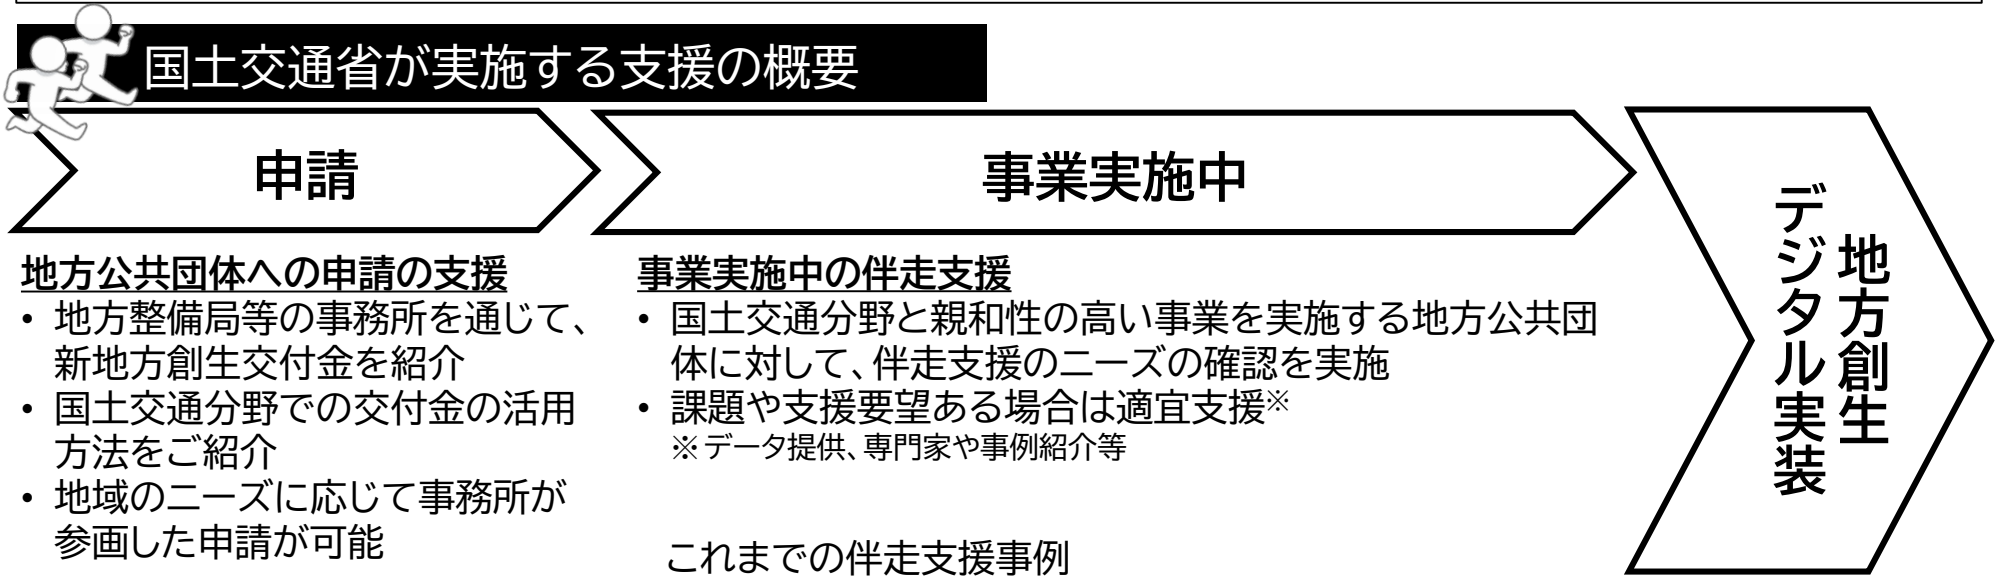 国土交通省が実施する支援の概要
申請
事業実施中
地方公共団体への申請の支援
• 地方整備局等の事務所を通じて、
新地方創生交付金を紹介
• 国土交通分野での交付金の活用
方法をご紹介
• 地域のニーズに応じて事務所が
参画した申請が可能
事業実施中の伴走支援
• 国土交通分野と親和性の高い事業を実施する地方公共団
体に対して、伴走支援のニーズの確認を実施
• 課題や支援要望ある場合は適宜支援※
※データ提供、専門家や事例紹介等
これまでの伴走支援事例
地方創生
デジタル実装